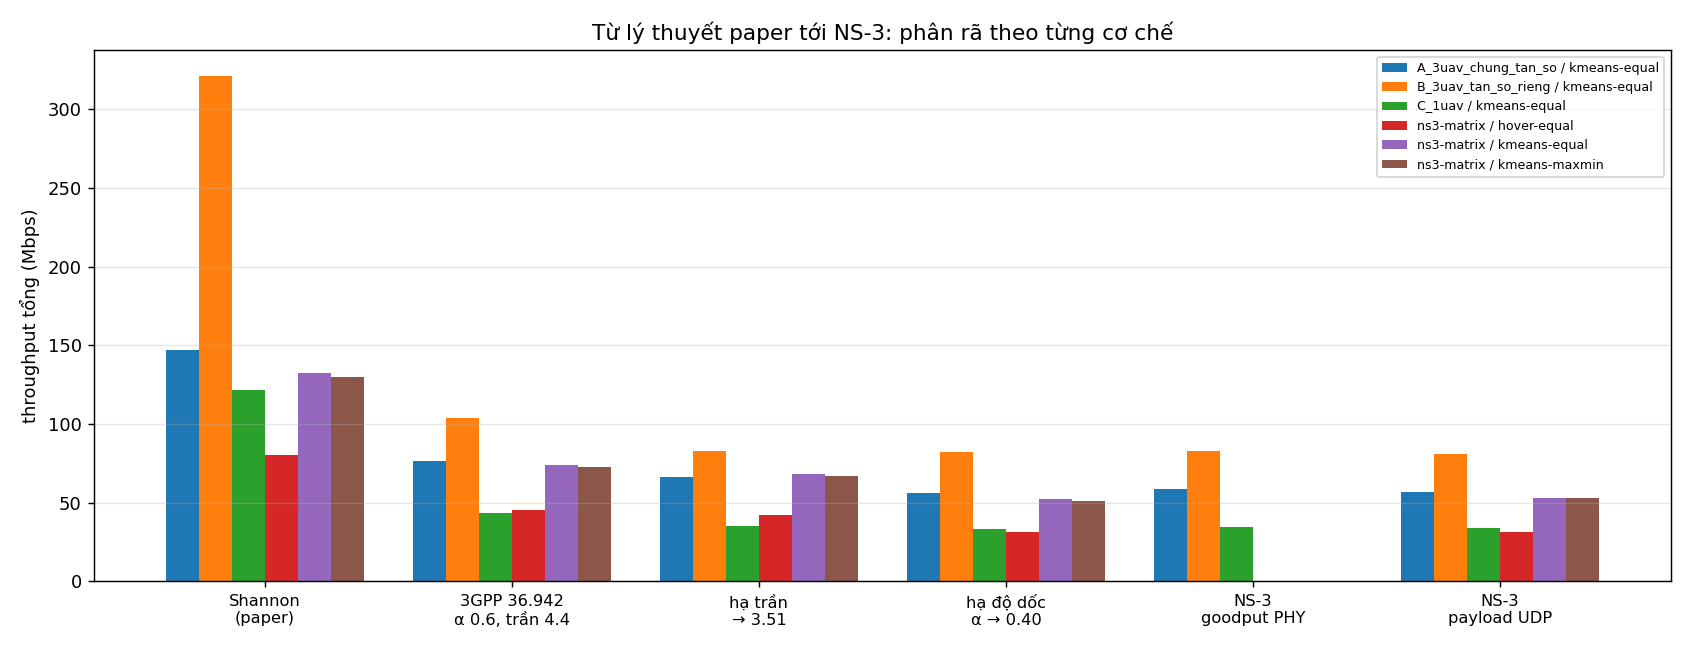 Từ lý thuyết paper tới NS-3: phân rã theo từng cơ chế
throughput tổng (Mbps)
300
250
200
150
100
50
0
A_3uav_chung_tan_so / kmeans-equal
B_3uav_tan_so_rieng / kmeans-equal
C_1uav / kmeans-equal
ns3-matrix / hover-equal
ns3-matrix / kmeans-equal
ns3-matrix / kmeans-maxmin
Shannon
(paper)
3GPP 36.942
α 0.6, trần 4.4
hạ trần
→ 3.51
hạ độ dốc
α → 0.40
NS-3
goodput PHY
NS-3
payload UDP